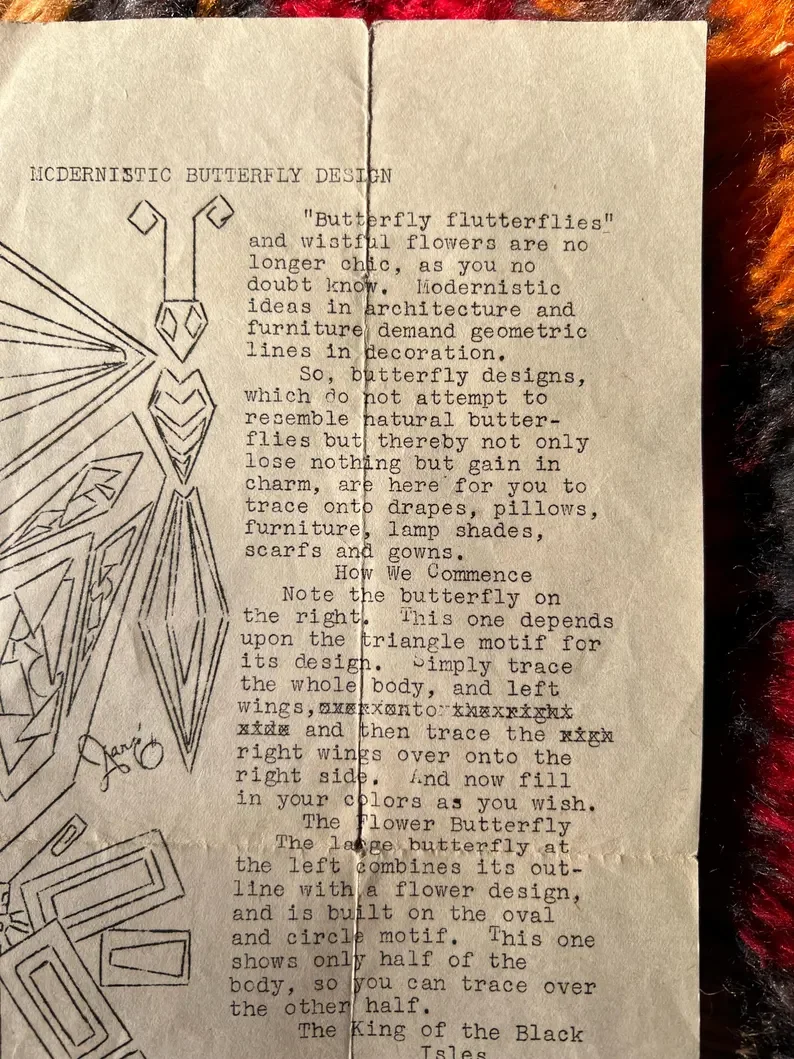 MODERNISTIC BUTTERFLY DESIGN
"Butterfly flutterflies"
and wistful flowers are no
longer chic, as you no
doubt know. Modernistic
ideas in architecture and
furniture demand geometric
lines in decoration.
So, butterfly designs,
which do not attempt to
resemble natural butter-
flies but thereby not only
lose nothing but gain in
charm, are here for you to
trace onto drapes, pillows,
furniture, lamp shades,
scarfs and gowns.
How We Commence
Note the butterfly on
the right. This one depends
upon the triangle motif for
its design. Simply trace
the whole body, and left
wings, onto
and then trace the
right wings over onto the
right side. And now fill
in your colors as you wish.
The Flower Butterfly
The large butterfly at
the left combines its out-
line with a flower design,
and is built on the oval
and circle motif. This one
shows only half of the
body, so you can trace over
the other half.
The King of the Black
Isles